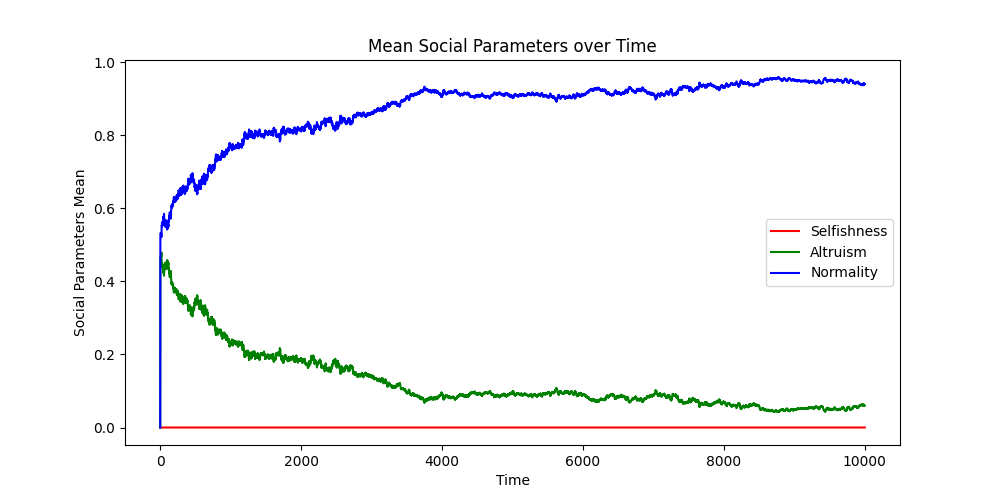 Mean Social Parameters over Time
Social Parameters Mean
1.0
0.8
0.6
0.4
0.2
0.0
Selfishness
Altruism
Normality
0 2000 4000 6000 8000 10000
Time